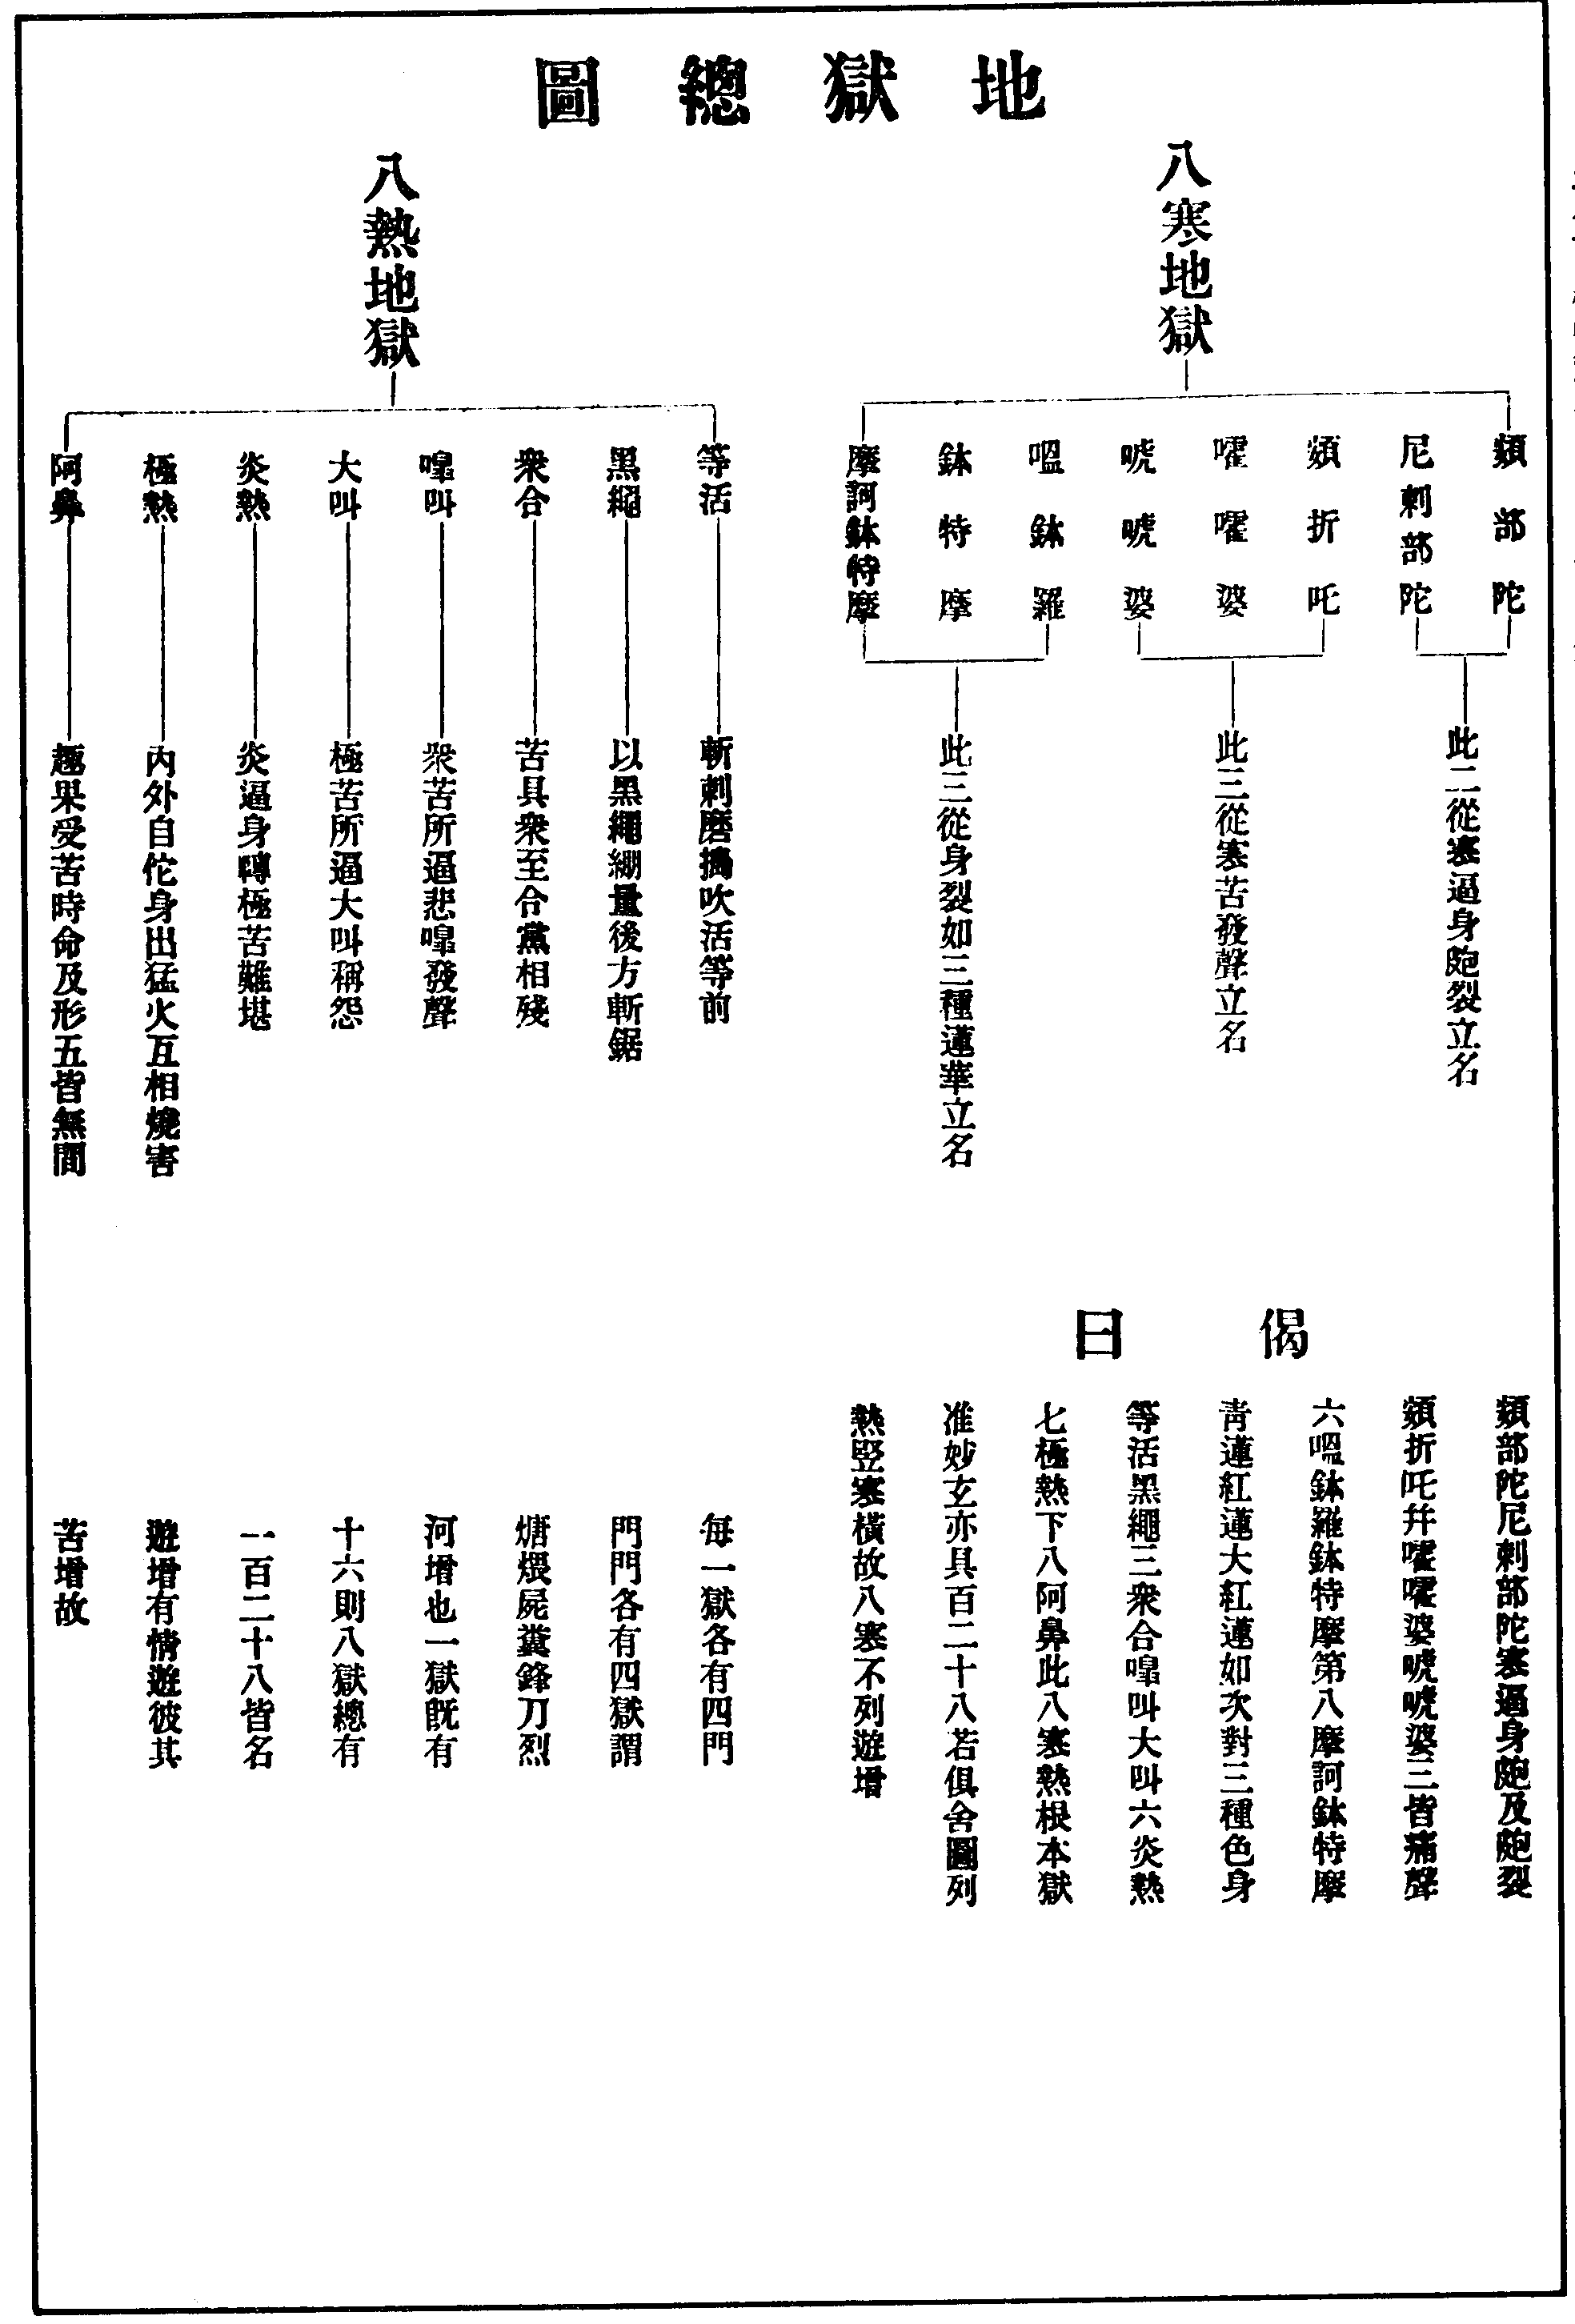 地獄總圖
八寒地獄
頞部陀
尼剌部陀
頞折吒
嚯嚯婆
唬唬婆
嗢鉢羅
鉢特摩
摩訶鉢特摩
此二從寒逼身皰裂立名
此三從寒苦發聲立名
此三從身裂如三種蓮華立名
八熱地獄
等活
黑繩
衆合
嘷叫
大叫
炎熱
極熱
阿鼻
斬刺磨擣吹活等前
以黑繩絣量後方斬鋸
苦具衆至合黨相殘
衆苦所逼悲嘷發聲
極苦所逼大叫稱怨
炎逼身轉極苦難堪
內外自佗身出猛火互相燒害
趣果受苦時命及形五皆無間
偈曰
頞部陀尼剌部陀寒逼身皰及皰裂
頞折吒幷嚯嚯婆唬唬婆三皆痛聲
六嗢鉢羅鉢特摩第八摩訶鉢特摩
靑蓮紅蓮大紅蓮如次對三種色身
等活黑繩三衆合嘷叫大叫六炎熱
七極熱下八阿鼻此八寒熱根本獄
准妙玄亦具百二十八若俱舍圖列
熱竪寒橫故八寒不列遊增
每一獄各有四門
門門各有四獄謂
煻煨屍糞鋒刀烈
河增也一獄旣有
十六則八獄總有
一百二十八皆名
遊增有情遊彼其
苦增故